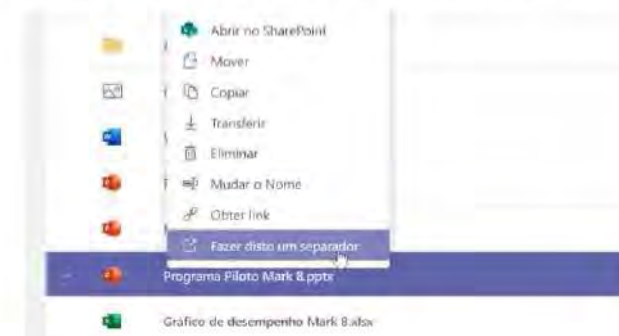 Abrir no SharePoint
Mover
Copiar
Transferir
Eliminar
Mudar o Nome
Obter link
Fazer disto um separador
Programa Piloto Mark 8.pptx
Gráfico de desempenho Mark 8.xlsx